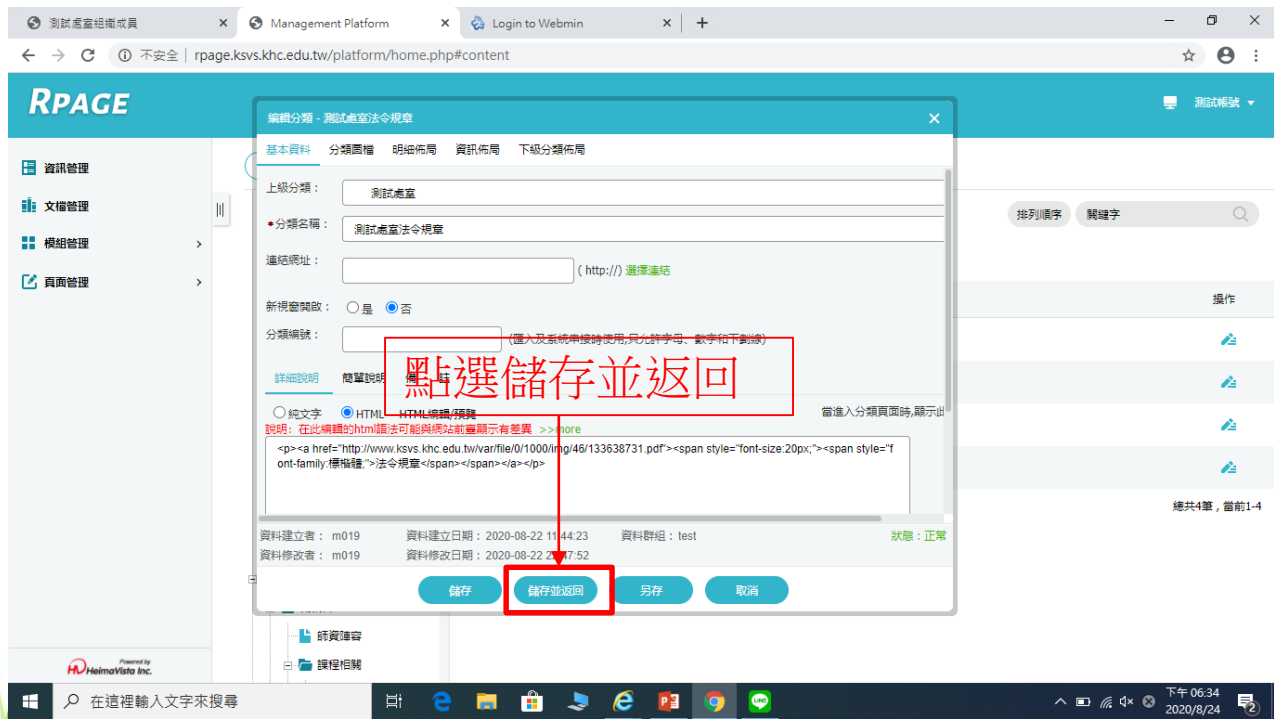 測試處室組織成員
Management Platform
Login to Webmin
不安全 | rpage.ksvs.khc.edu.tw/platform/home.php#content
RPAGE
測試帳號
資訊管理
文檔管理
模組管理
頁面管理
編輯分類 - 測試處室法令規章
基本資料 分類圖檔 明細佈局 資訊佈局 下級分類佈局
上級分類：
測試處室
*分類名稱：
測試處室法令規章
連結網址：
( http://) 選擇連結
新視窗開啟： 是 否
分類編號：
(匯入及系統串接時使用,只允許字母、數字和下劃線)
點選儲存並返回
詳細說明 簡單說明 備 註
純文字 HTML HTML編輯/預覽
當進入分類頁面時,顯示此
說明: 在此編輯的html語法可能與網站前臺顯示有差異 >>more
<p><a href="http://www.ksvs.khc.edu.tw/var/file/0/1000/img/46/133638731.pdf"><span style="font-size:20px;"><span style="f
ont-family:標楷體;">法令規章</span></span></a></p>
資料建立者： m019 資料建立日期：2020-08-22 11:44:23 資料群組：test 狀態：正常
資料修改者： m019 資料修改日期：2020-08-22 2 :47:52
儲存 儲存並返回 另存 取消
排列順序 關鍵字
操作
總共4筆 , 當前1-4
師資陣容
課程相關
Powered by
HeimaVista Inc.
在這裡輸入文字來搜尋
下午 06:34
2020/8/24
2